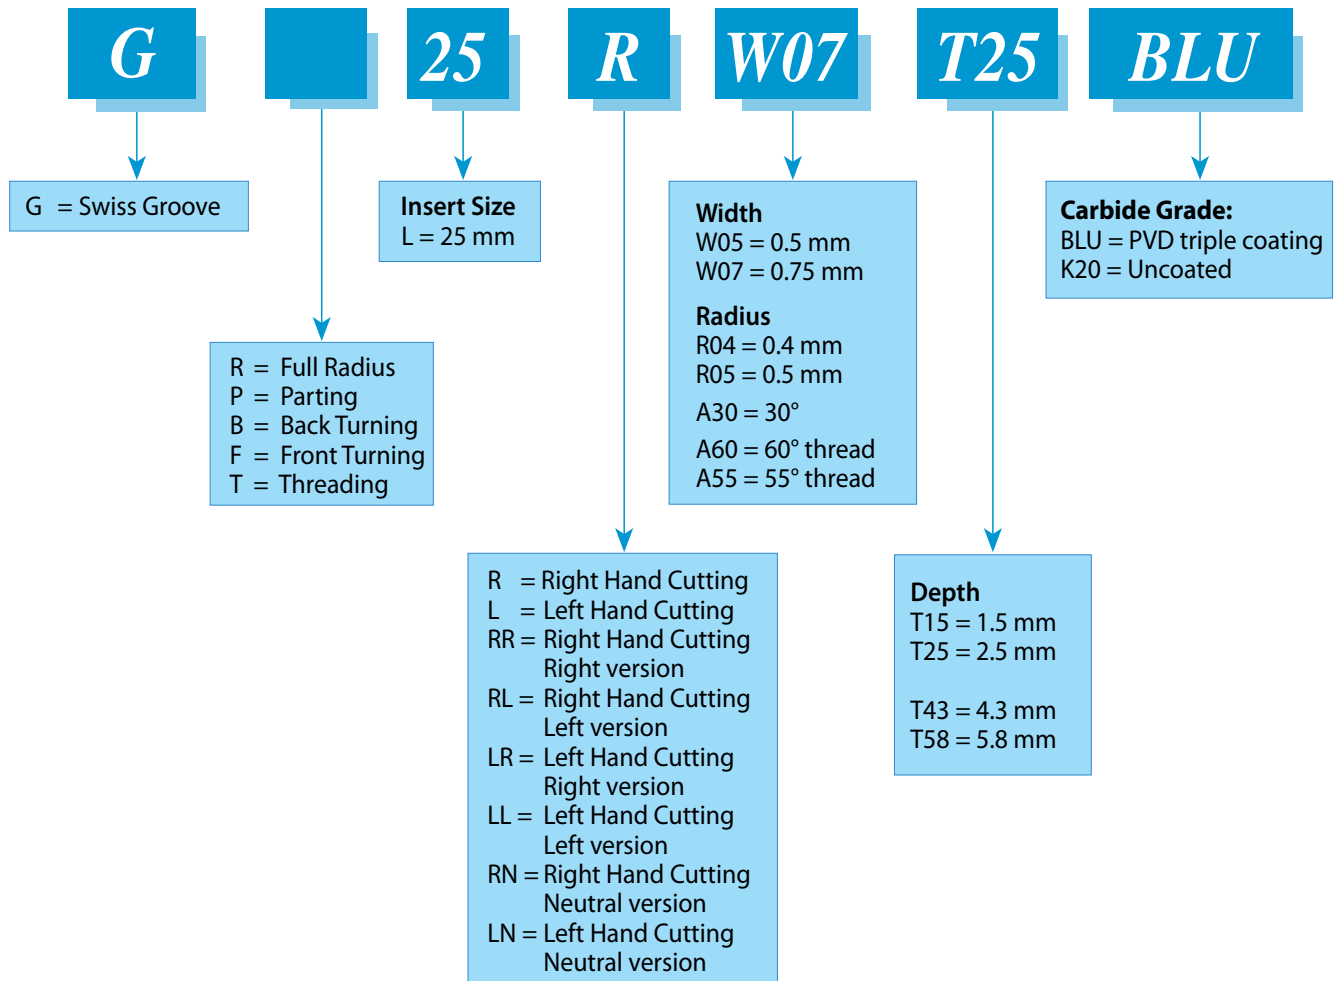 G 25 R W07 T25 BLU
G = Swiss Groove
Insert Size
L = 25 mm
Width
W05 = 0.5 mm
W07 = 0.75 mm
Radius
R04 = 0.4 mm
R05 = 0.5 mm
A30 = 30°
A60 = 60° thread
A55 = 55° thread
Carbide Grade:
BLU = PVD triple coating
K20 = Uncoated
R = Full Radius
P = Parting
B = Back Turning
F = Front Turning
T = Threading
R = Right Hand Cutting
L = Left Hand Cutting
RR = Right Hand Cutting
Right version
RL = Right Hand Cutting
Left version
LR = Left Hand Cutting
Right version
LL = Left Hand Cutting
Left version
RN = Right Hand Cutting
Neutral version
LN = Left Hand Cutting
Neutral version
Depth
T15 = 1.5 mm
T25 = 2.5 mm
T43 = 4.3 mm
T58 = 5.8 mm